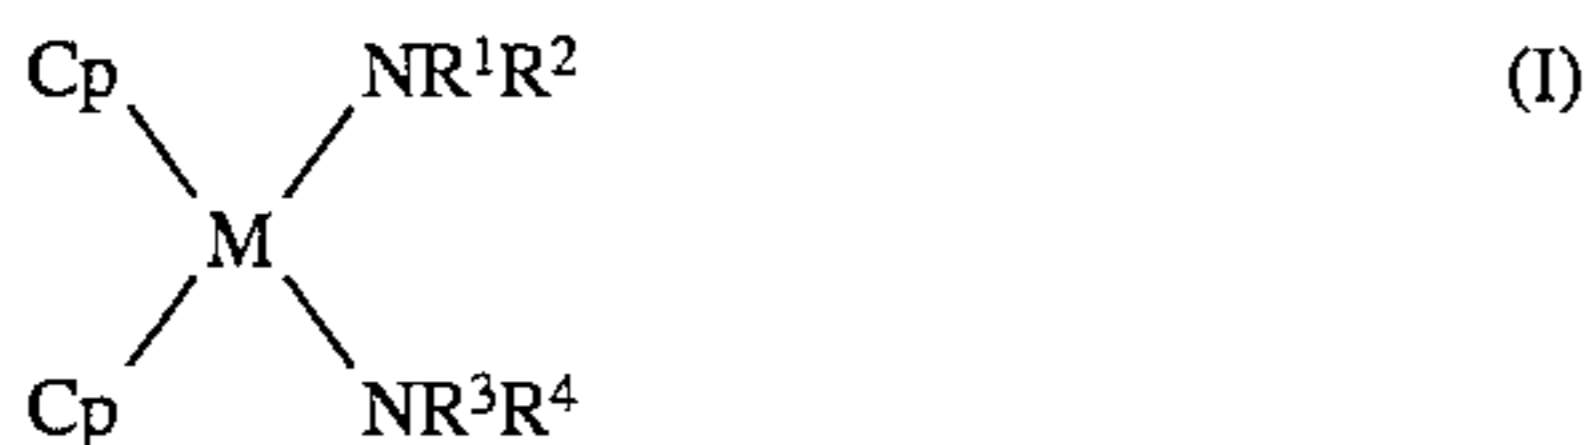 Cp NR¹R² (I)
M
Cp NR³R⁴